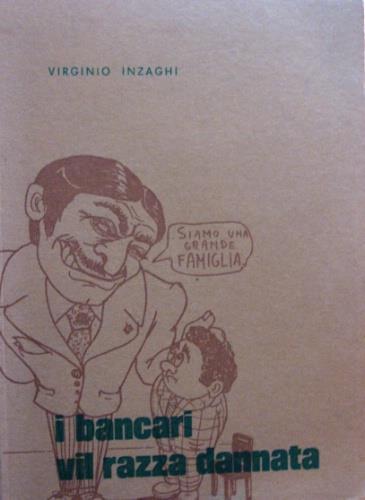 VIRGINIO INZAGHI
SIAMO UNA
GRANDE
FAMIGLIA
i bancari
vil razza dannata